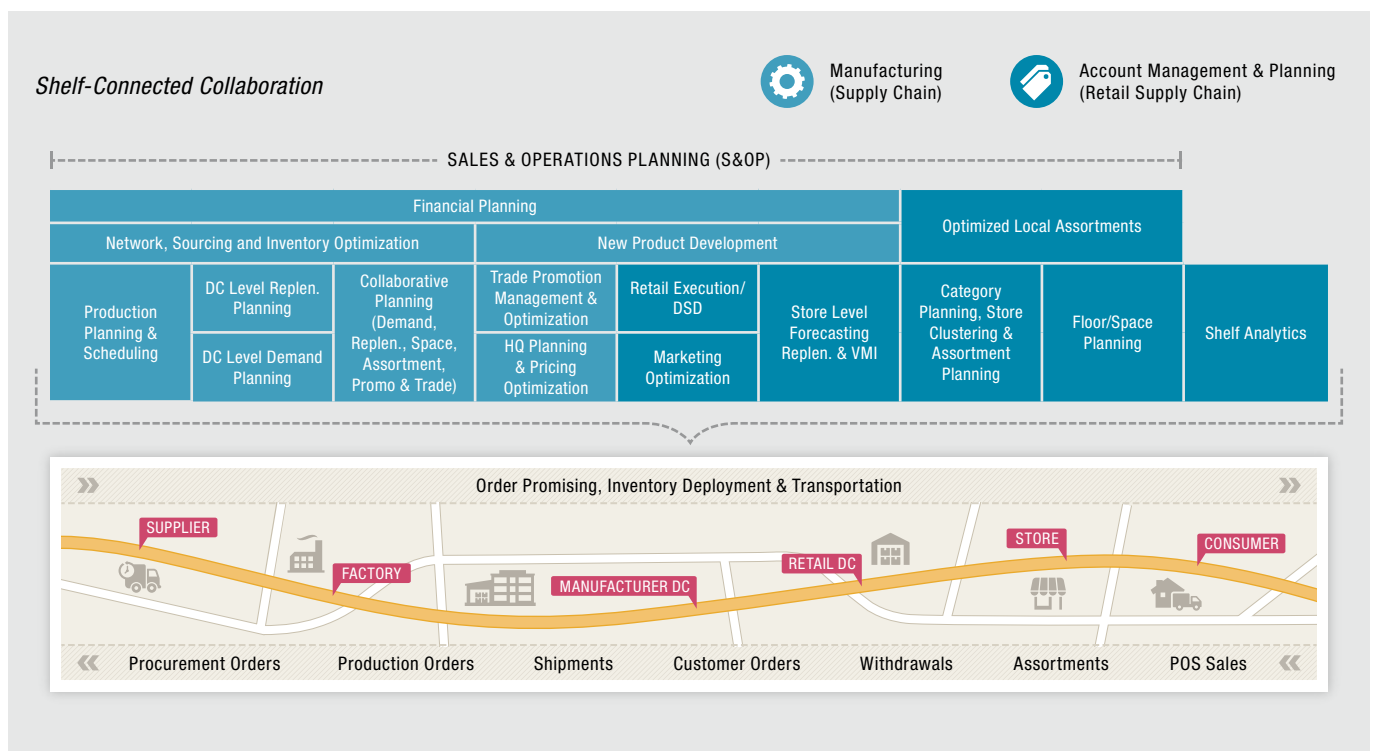 Shelf-Connected Collaboration
Manufacturing
(Supply Chain)
Account Management & Planning
(Retail Supply Chain)
SALES & OPERATIONS PLANNING (S&OP)
Financial Planning
Optimized Local Assortments
Network, Sourcing and Inventory Optimization
New Product Development
Production
Planning &
Scheduling
DC Level Replen.
Planning
DC Level Demand
Planning
Collaborative
Planning
(Demand,
Replen., Space,
Assortment,
Promo & Trade)
Trade Promotion
Management &
Optimization
HQ Planning
& Pricing
Optimization
Retail Execution/
DSD
Marketing
Optimization
Store Level
Forecasting
Replen. & VMI
Category
Planning, Store
Clustering &
Assortment
Planning
Floor/Space
Planning
Shelf Analytics
Order Promising, Inventory Deployment & Transportation
SUPPLIER
FACTORY
MANUFACTURER DC
RETAIL DC
STORE
CONSUMER
Procurement Orders
Production Orders
Shipments
Customer Orders
Withdrawals
Assortments
POS Sales